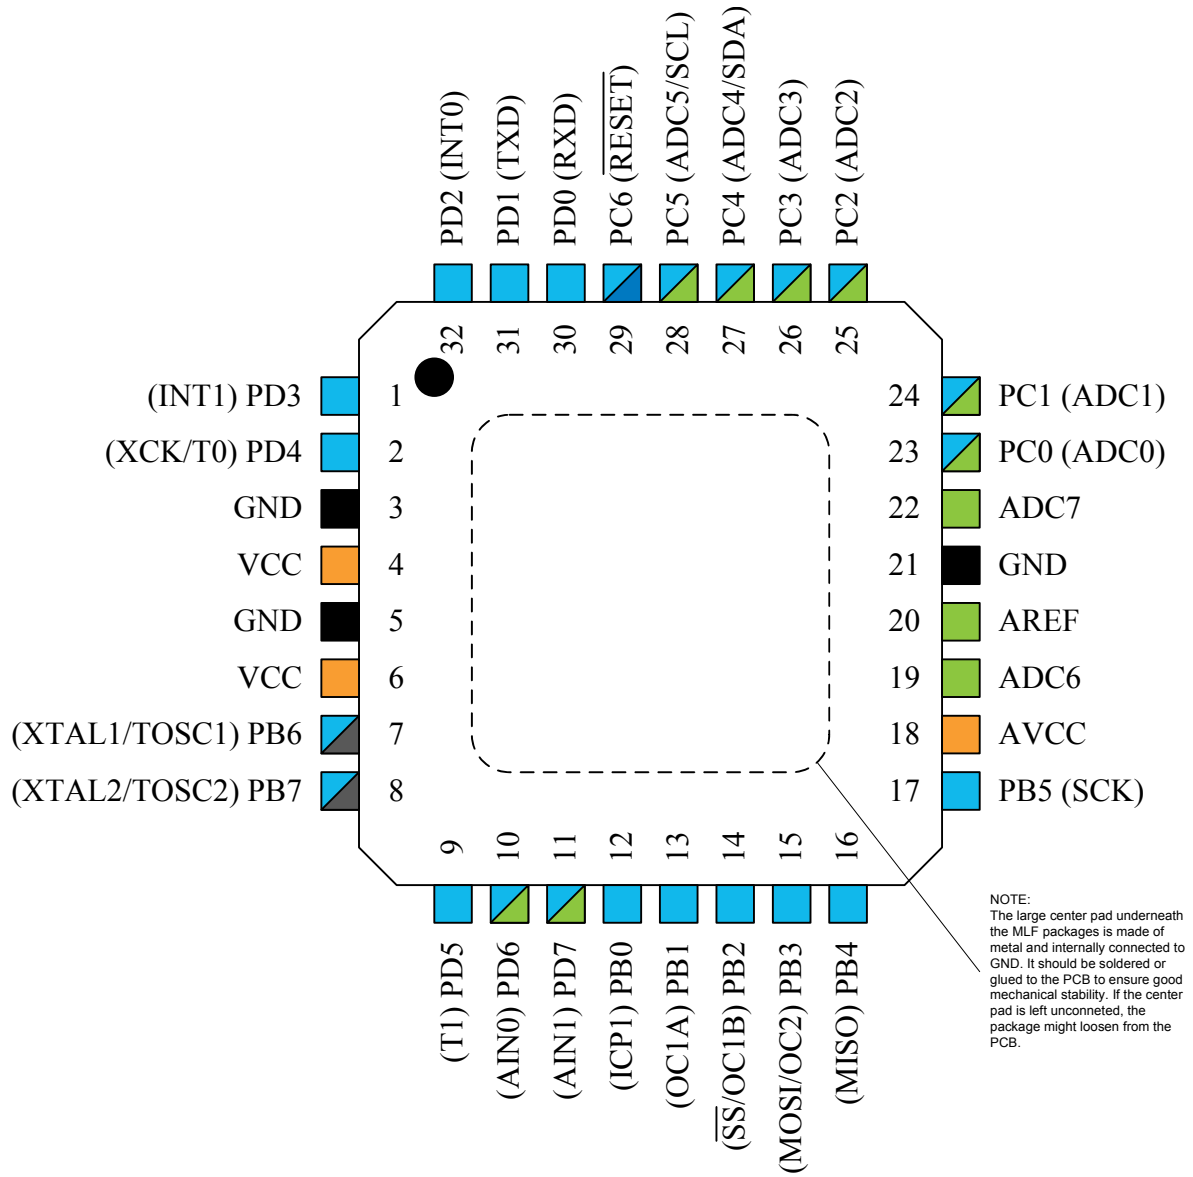 PD2 (INT0)
PD1 (TXD)
PD0 (RXD)
PC6 (RESET)
PC5 (ADC5/SCL)
PC4 (ADC4/SDA)
PC3 (ADC3)
PC2 (ADC2)
32
31
30
29
28
27
26
25
(INT1) PD3
1
(XCK/T0) PD4
2
GND
3
VCC
4
GND
5
VCC
6
(XTAL1/TOSC1) PB6
7
(XTAL2/TOSC2) PB7
8
24
PC1 (ADC1)
23
PC0 (ADC0)
22
ADC7
21
GND
20
AREF
19
ADC6
18
AVCC
17
PB5 (SCK)
9
10
11
12
13
14
15
16
(T1) PD5
(AIN0) PD6
(AIN1) PD7
(ICP1) PB0
(OC1A) PB1
(SS/OC1B) PB2
(MOSI/OC2) PB3
(MISO) PB4
NOTE:
The large center pad underneath
the MLF packages is made of
metal and internally connected to
GND. It should be soldered or
glued to the PCB to ensure good
mechanical stability. If the center
pad is left unconneted, the
package might loosen from the
PCB.